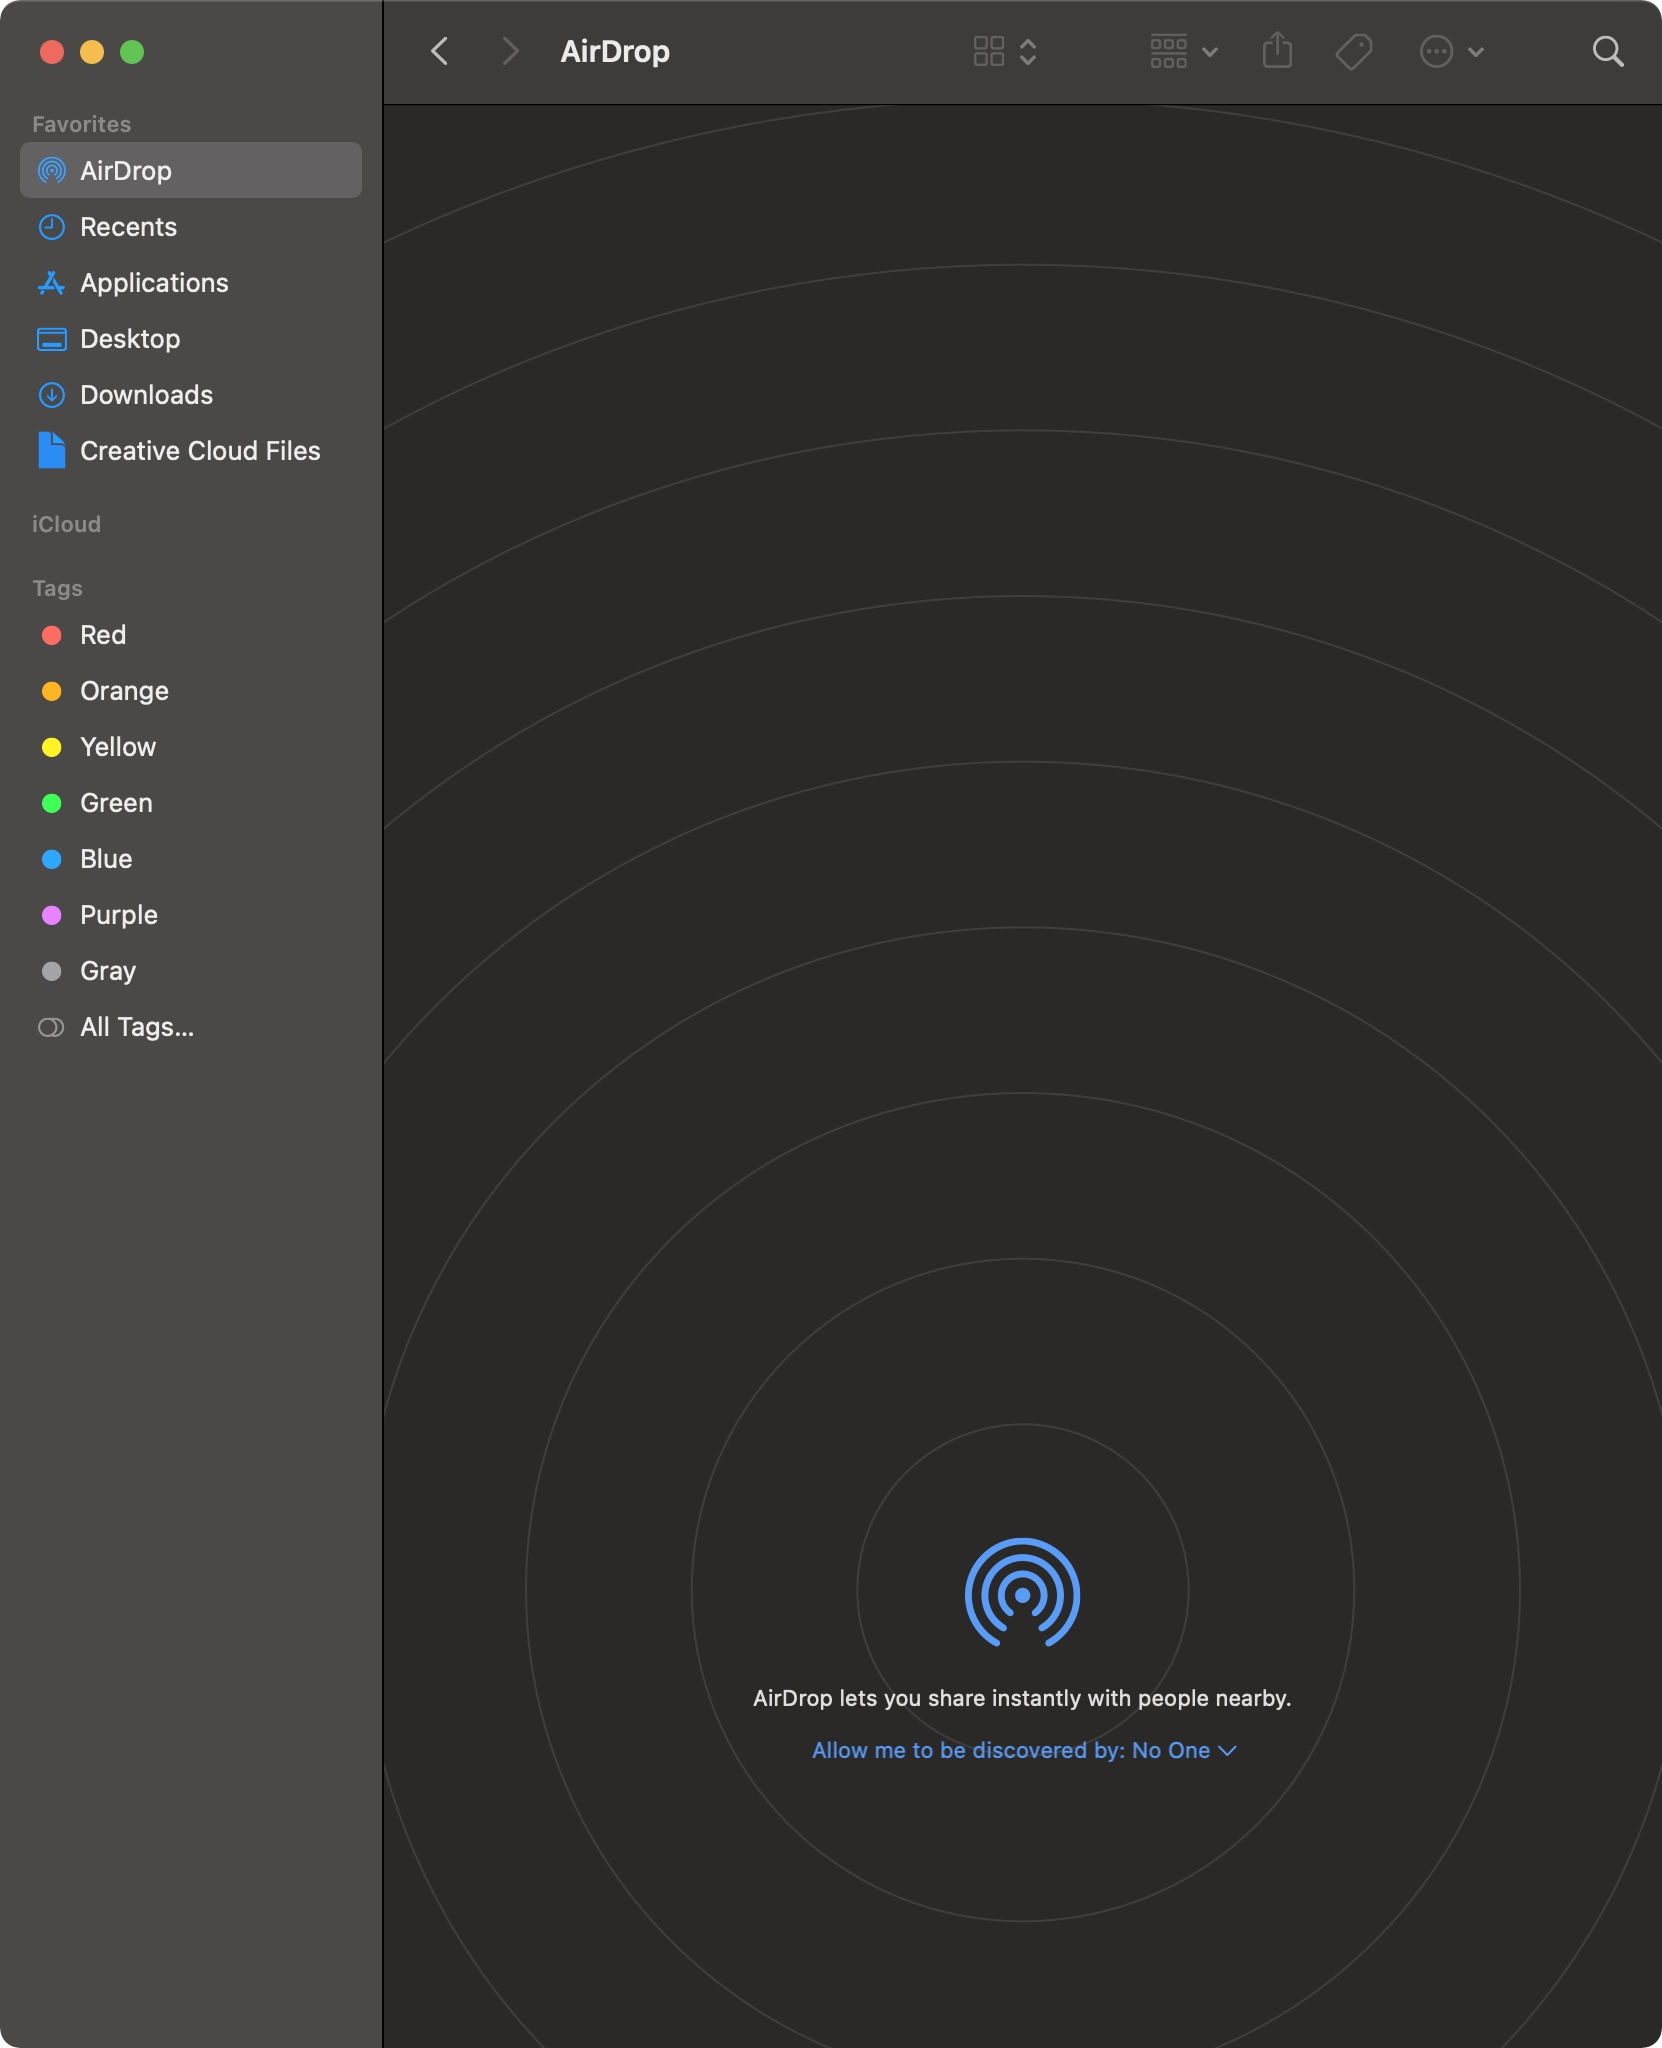 AirDrop
Favorites
AirDrop
Recents
Applications
Desktop
Downloads
Creative Cloud Files
iCloud
Tags
Red
Orange
Yellow
Green
Blue
Purple
Gray
All Tags...
AirDrop lets you share instantly with people nearby.
Allow me to be discovered by: No One